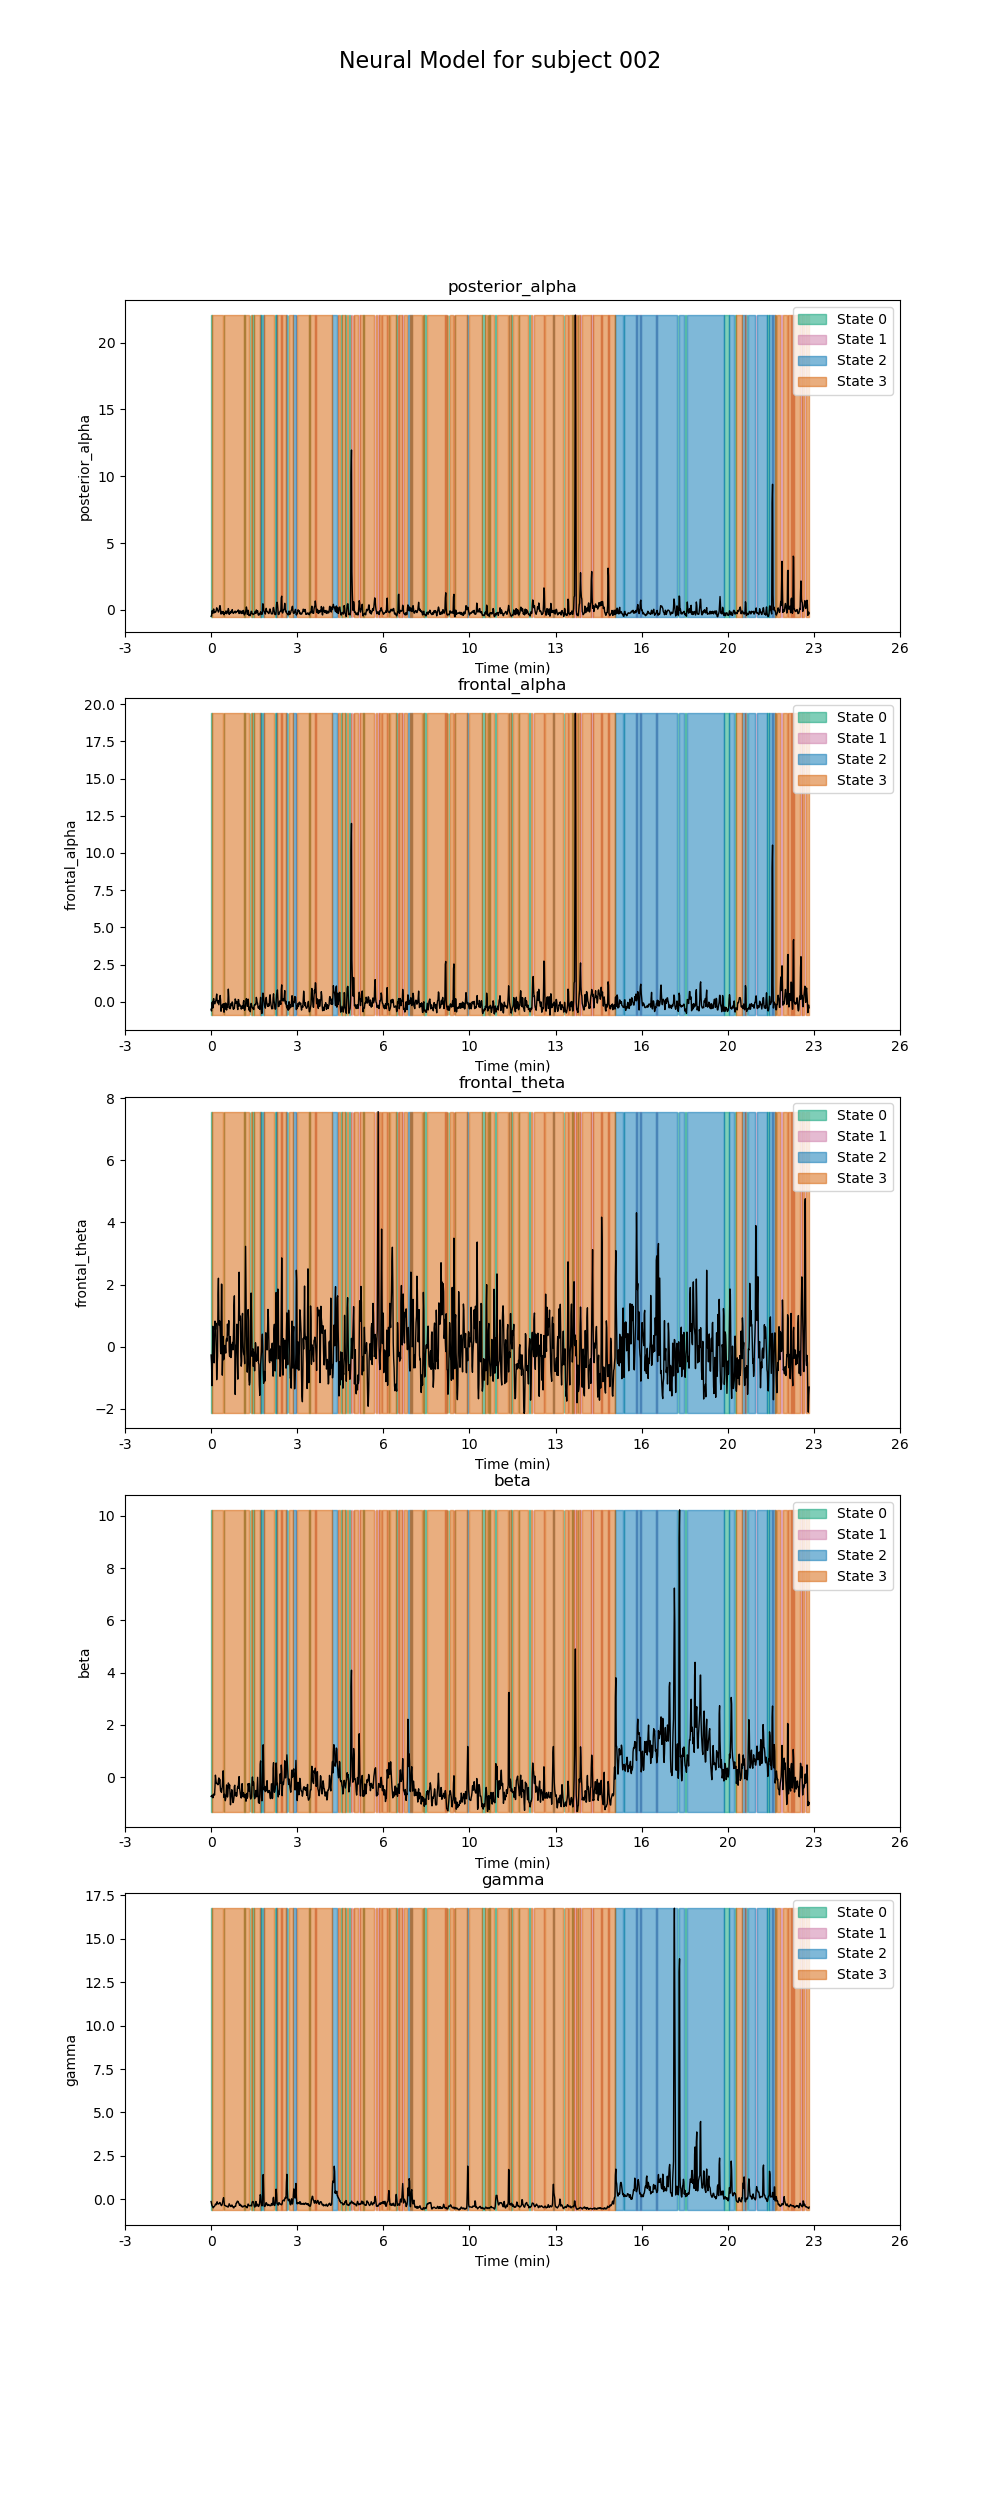 Neural Model for subject 002
posterior_alpha
posterior_alpha
20
15
10
5
0
State 0
State 1
State 2
State 3
-3 0 3 6 10 13 16 20 23 26
Time (min)
frontal_alpha
frontal_alpha
20.0
17.5
15.0
12.5
10.0
7.5
5.0
2.5
0.0
State 0
State 1
State 2
State 3
-3 0 3 6 10 13 16 20 23 26
Time (min)
frontal_theta
frontal_theta
8
6
4
2
0
−2
State 0
State 1
State 2
State 3
-3 0 3 6 10 13 16 20 23 26
Time (min)
beta
beta
10
8
6
4
2
0
State 0
State 1
State 2
State 3
-3 0 3 6 10 13 16 20 23 26
Time (min)
gamma
gamma
17.5
15.0
12.5
10.0
7.5
5.0
2.5
0.0
State 0
State 1
State 2
State 3
-3 0 3 6 10 13 16 20 23 26
Time (min)